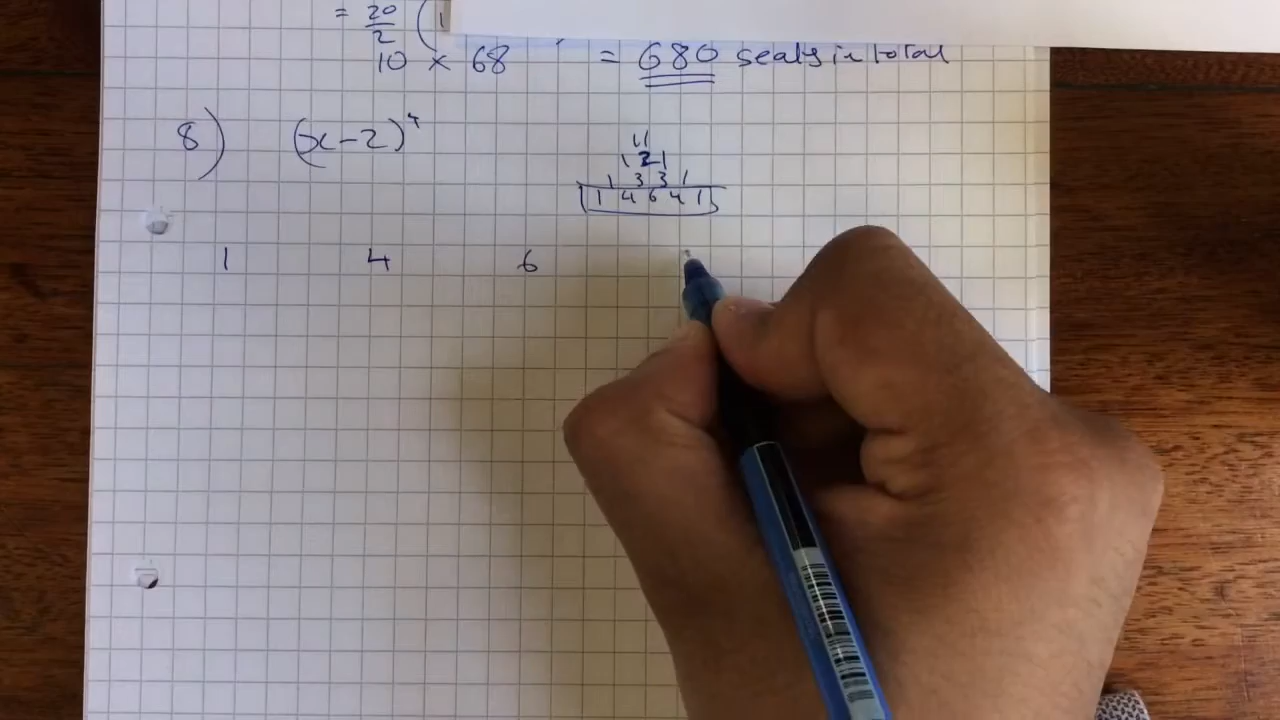 = 20/2 (1
10 × 68 = 680 seats in total
8) (x-2)⁴
1 1
1 2 1
1 3 3 1
1 4 6 4 1
1 4 6